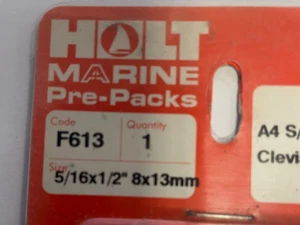 HOLT
MARINE
Pre-Packs
Code
F613
Quantity
1
Size
5/16x1/2" 8x13mm
A4 S/
Clevis